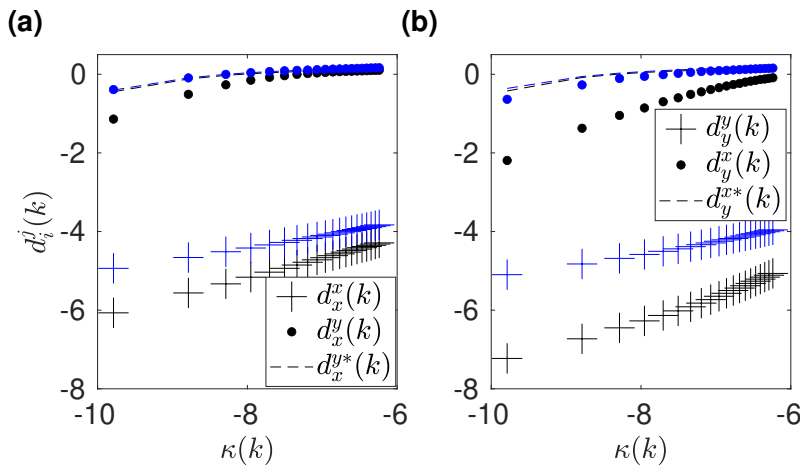 (a)
(b)
0
-2
-4
-6
-8
-10
-8
-6
κ(k)
d_i^j(k)
d_x^x(k)
d_x^y(k)
d_x^{y*}(k)
0
-2
-4
-6
-8
-10
-8
-6
κ(k)
d_y^y(k)
d_y^x(k)
d_y^{x*}(k)